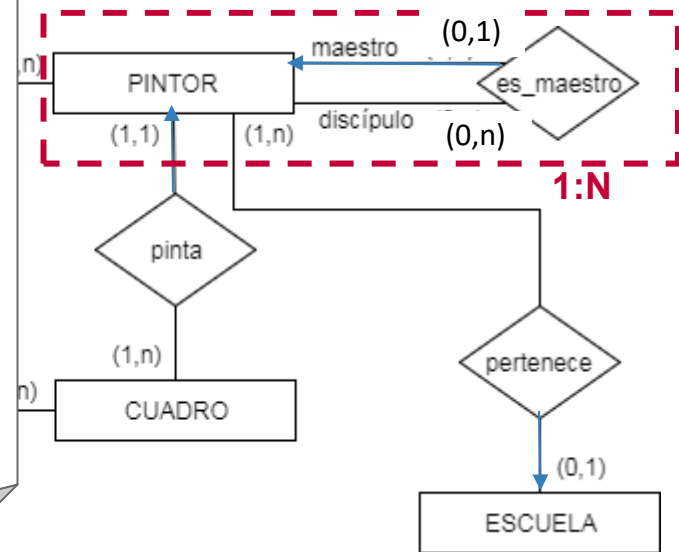 maestro (0,1)
,n)
PINTOR
es_maestro
discípulo (0,n)
(1,1) (1,n)
1:N
pinta
(1,n)
pertenece
n)
CUADRO
(0,1)
ESCUELA